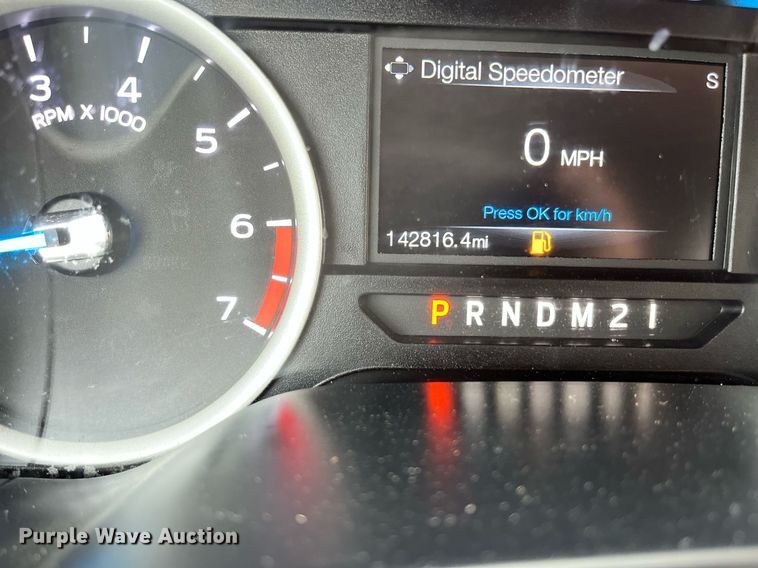 3 4 5 6 7
RPM X 1000
Digital Speedometer S
0 MPH
Press OK for km/h
142816.4mi
P R N D M 2 1
Purple Wave Auction®